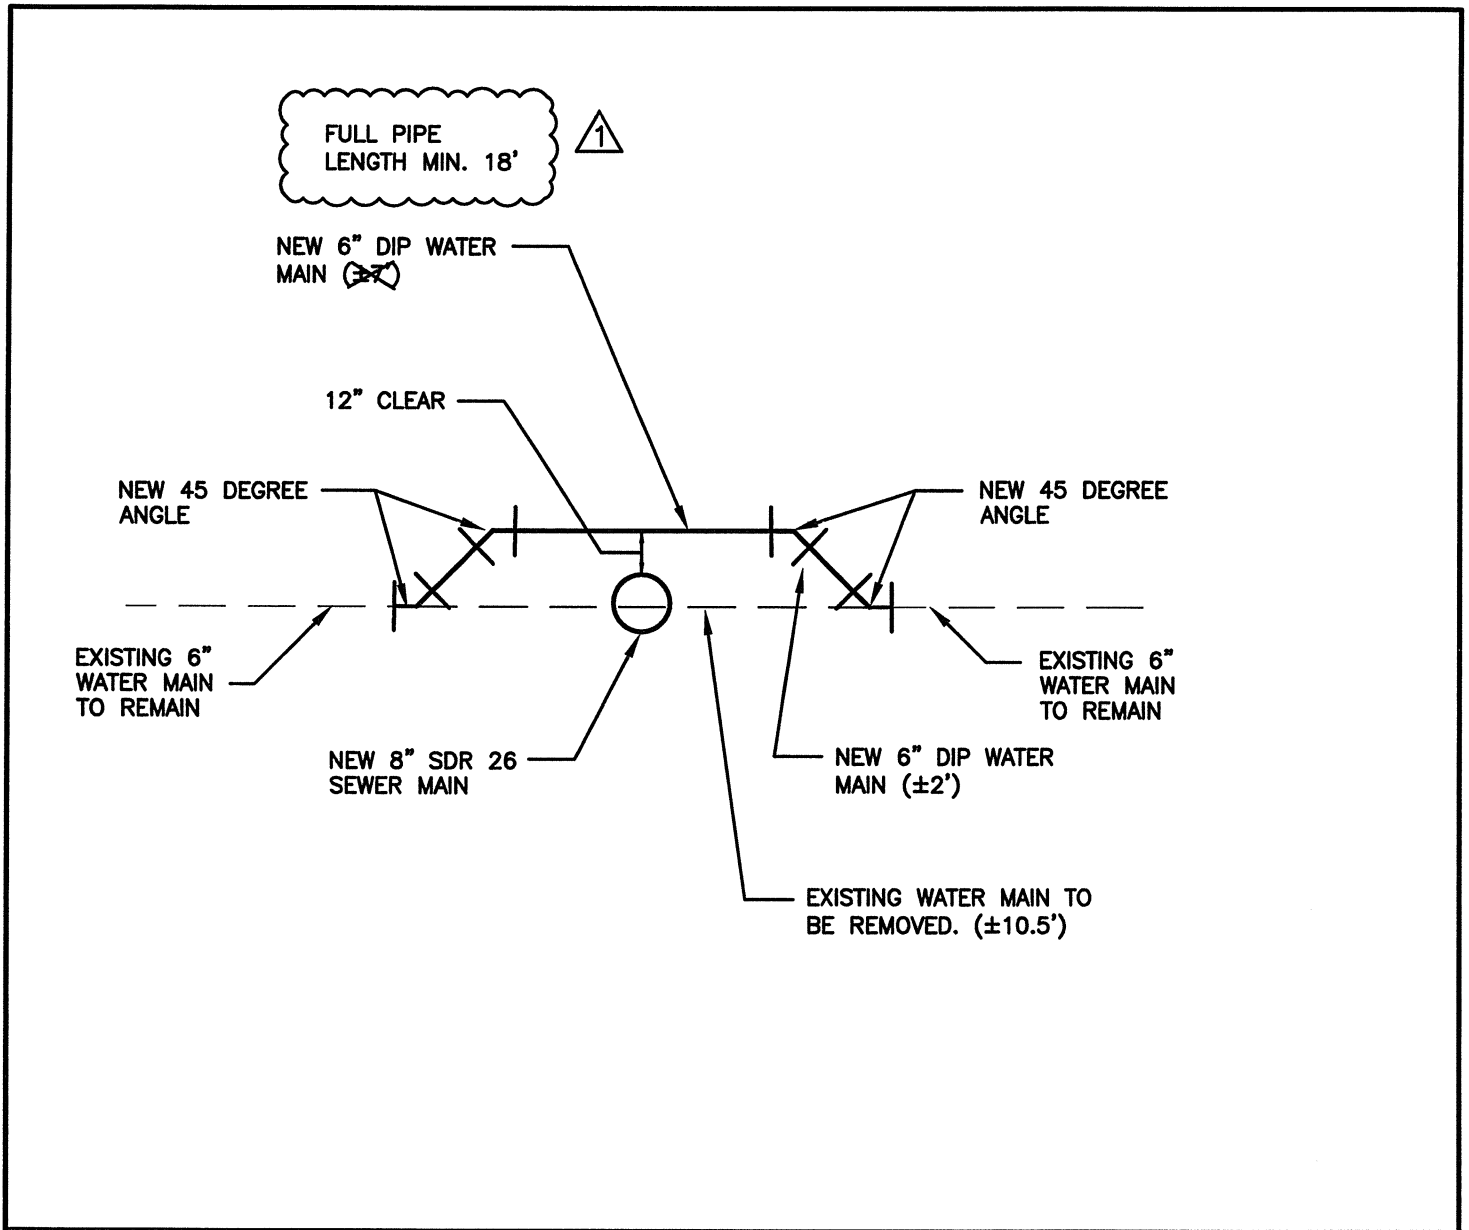 FULL PIPE
LENGTH MIN. 18'
1
NEW 6" DIP WATER
MAIN (±7')
12" CLEAR
NEW 45 DEGREE
ANGLE
NEW 45 DEGREE
ANGLE
EXISTING 6"
WATER MAIN
TO REMAIN
EXISTING 6"
WATER MAIN
TO REMAIN
NEW 8" SDR 26
SEWER MAIN
NEW 6" DIP WATER
MAIN (±2')
EXISTING WATER MAIN TO
BE REMOVED. (±10.5')